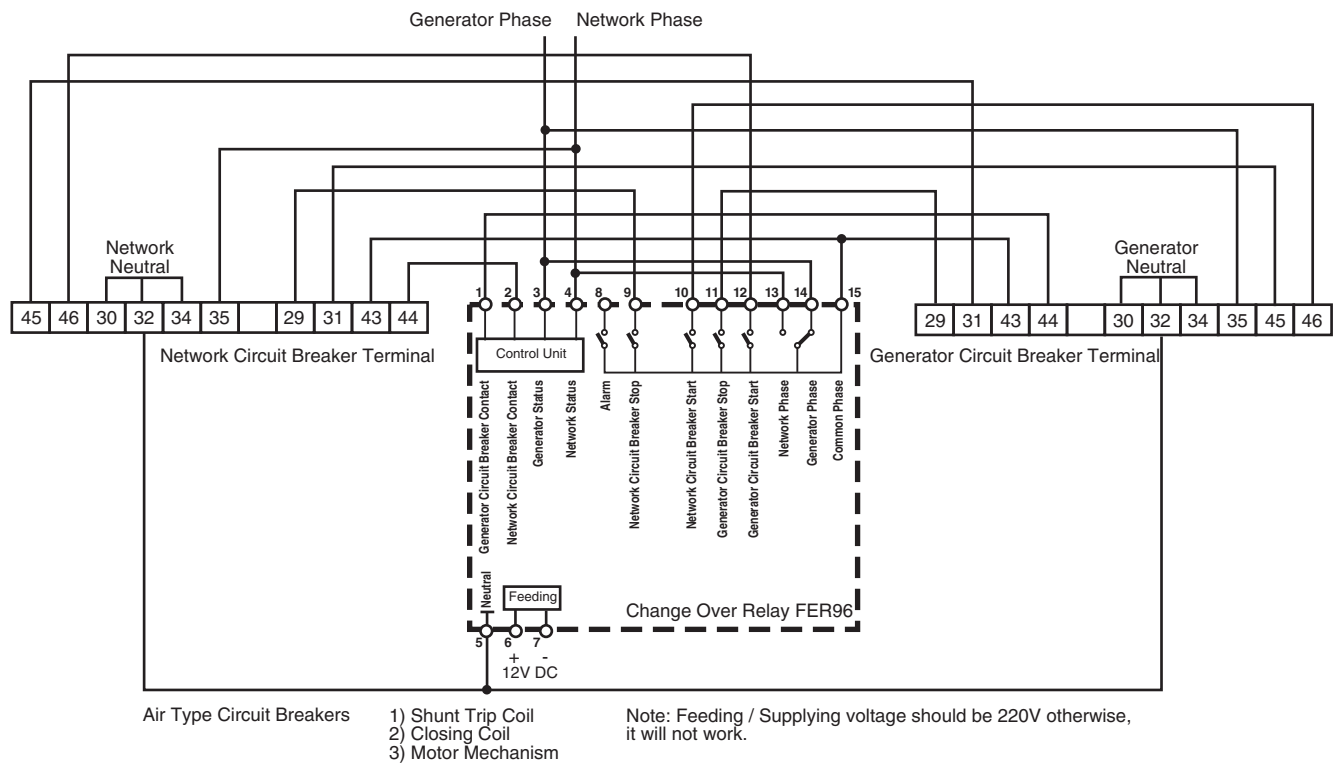 Generator Phase Network Phase
Network
Neutral
Generator
Neutral
1 2 3 4 8 9 10 11 12 13 14 15
45 46 30 32 34 35 29 31 43 44
29 31 43 44 30 32 34 35 45 46
Network Circuit Breaker Terminal
Control Unit
Generator Circuit Breaker Terminal
Generator Circuit Breaker Contact
Network Circuit Breaker Contact
Generator Status
Network Status
Alarm
Network Circuit Breaker Stop
Network Circuit Breaker Start
Generator Circuit Breaker Stop
Generator Circuit Breaker Start
Network Phase
Generator Phase
Common Phase
Neutral
Feeding
Change Over Relay FER96
5 6 7
+ -
12V DC
Air Type Circuit Breakers
1) Shunt Trip Coil
2) Closing Coil
3) Motor Mechanism
Note: Feeding / Supplying voltage should be 220V otherwise,
it will not work.